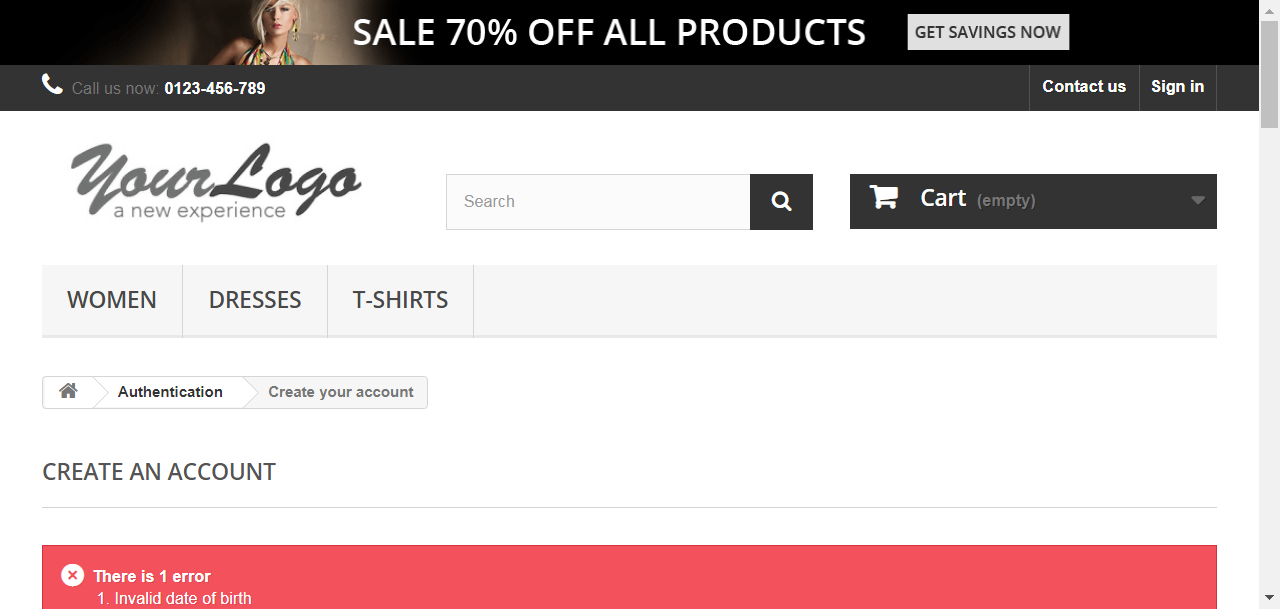 SALE 70% OFF ALL PRODUCTS GET SAVINGS NOW
Call us now: 0123-456-789 Contact us Sign in
YourLogo
a new experience
Search
Cart (empty)
WOMEN DRESSES T-SHIRTS
Authentication Create your account
CREATE AN ACCOUNT
There is 1 error
1. Invalid date of birth